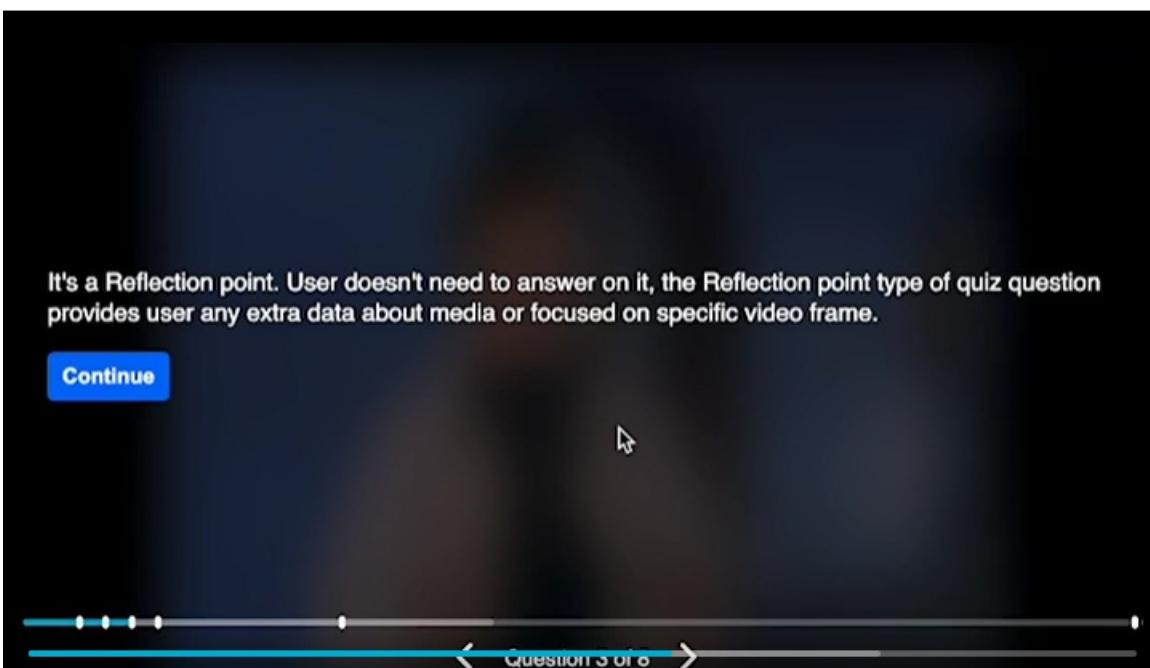 It's a Reflection point. User doesn't need to answer on it, the Reflection point type of quiz question
provides user any extra data about media or focused on specific video frame.
Continue
Question 3 of 8